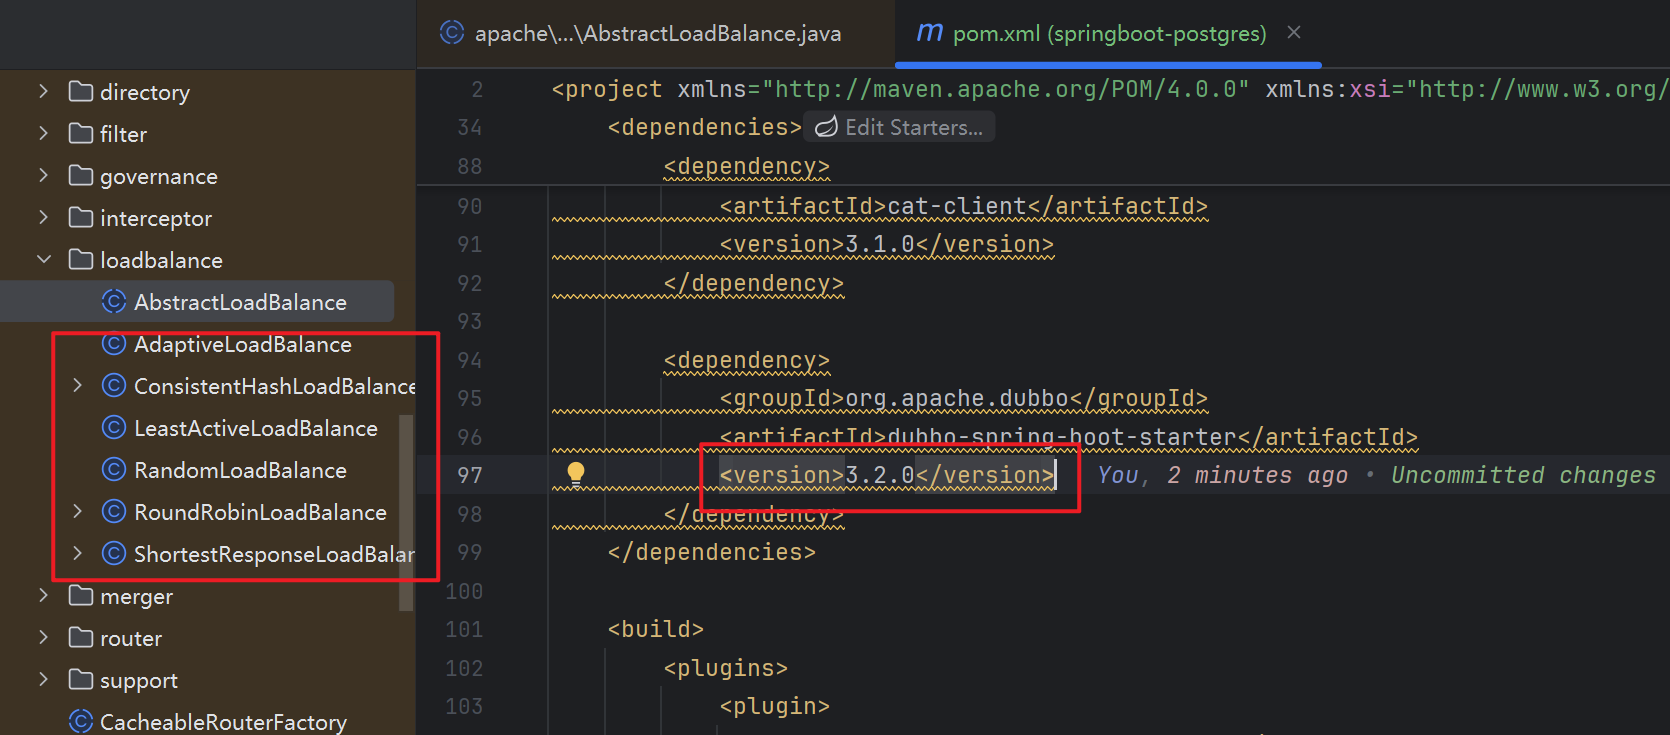 apache\...\AbstractLoadBalance.java
pom.xml (springboot-postgres)
directory
filter
governance
interceptor
loadbalance
AbstractLoadBalance
AdaptiveLoadBalance
ConsistentHashLoadBalance
LeastActiveLoadBalance
RandomLoadBalance
RoundRobinLoadBalance
ShortestResponseLoadBalan
merger
router
support
CacheableRouterFactory
2 <project xmlns="http://maven.apache.org/POM/4.0.0" xmlns:xsi="http://www.w3.org/
34 <dependencies> Edit Starters...
88 <dependency>
90 <artifactId>cat-client</artifactId>
91 <version>3.1.0</version>
92 </dependency>
93
94 <dependency>
95 <groupId>org.apache.dubbo</groupId>
96 <artifactId>dubbo-spring-boot-starter</artifactId>
97 <version>3.2.0</version> You, 2 minutes ago • Uncommitted changes
98 </dependency>
99 </dependencies>
100
101 <build>
102 <plugins>
103 <plugin>